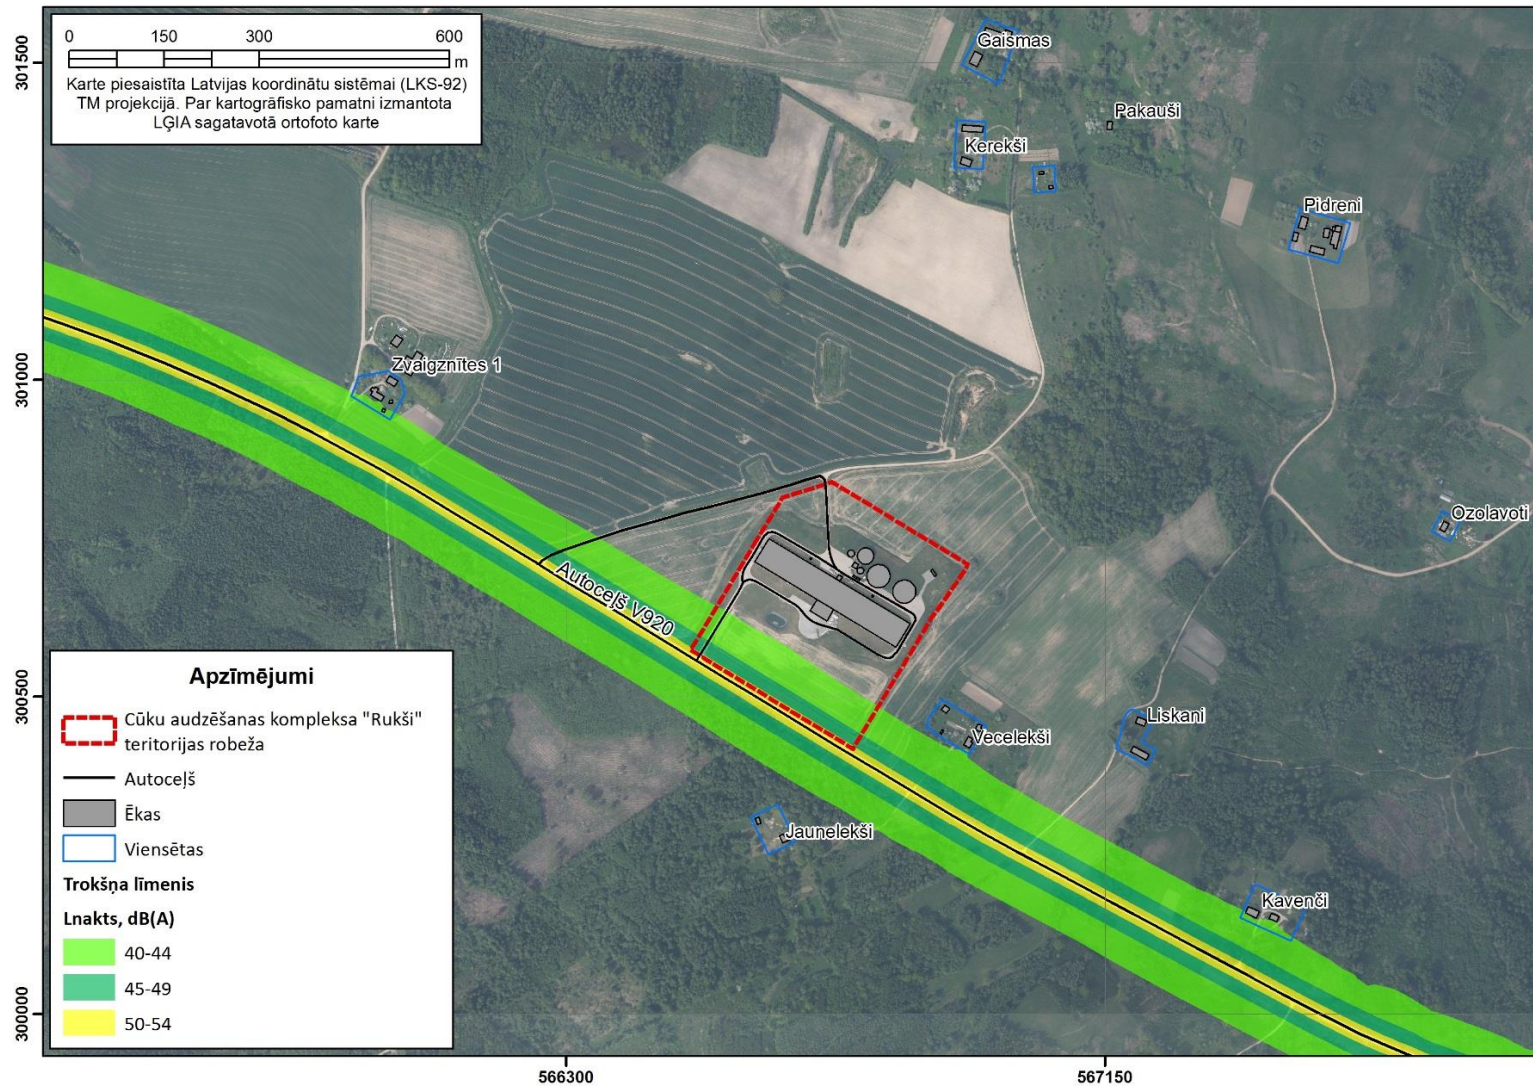 0 150 300 600
m
Karte piesaistīta Latvijas koordinātu sistēmai (LKS-92)
TM projekcijā. Par kartogrāfisko pamatni izmantota
LĢIA sagatavotā ortofoto karte
301500
301000
300500
300000
Gaismas
Pakauši
Kerekši
Pidreni
Zvaigznītes 1
Ozolavoti
Autoceļš V920
Liskani
Vecelekši
Jaunelekši
Kavenči
Apzīmējumi
Cūku audzēšanas kompleksa "Rukši"
teritorijas robeža
Autoceļš
Ēkas
Viensētas
Trokšņa līmenis
Lnakts, dB(A)
40-44
45-49
50-54
566300 567150